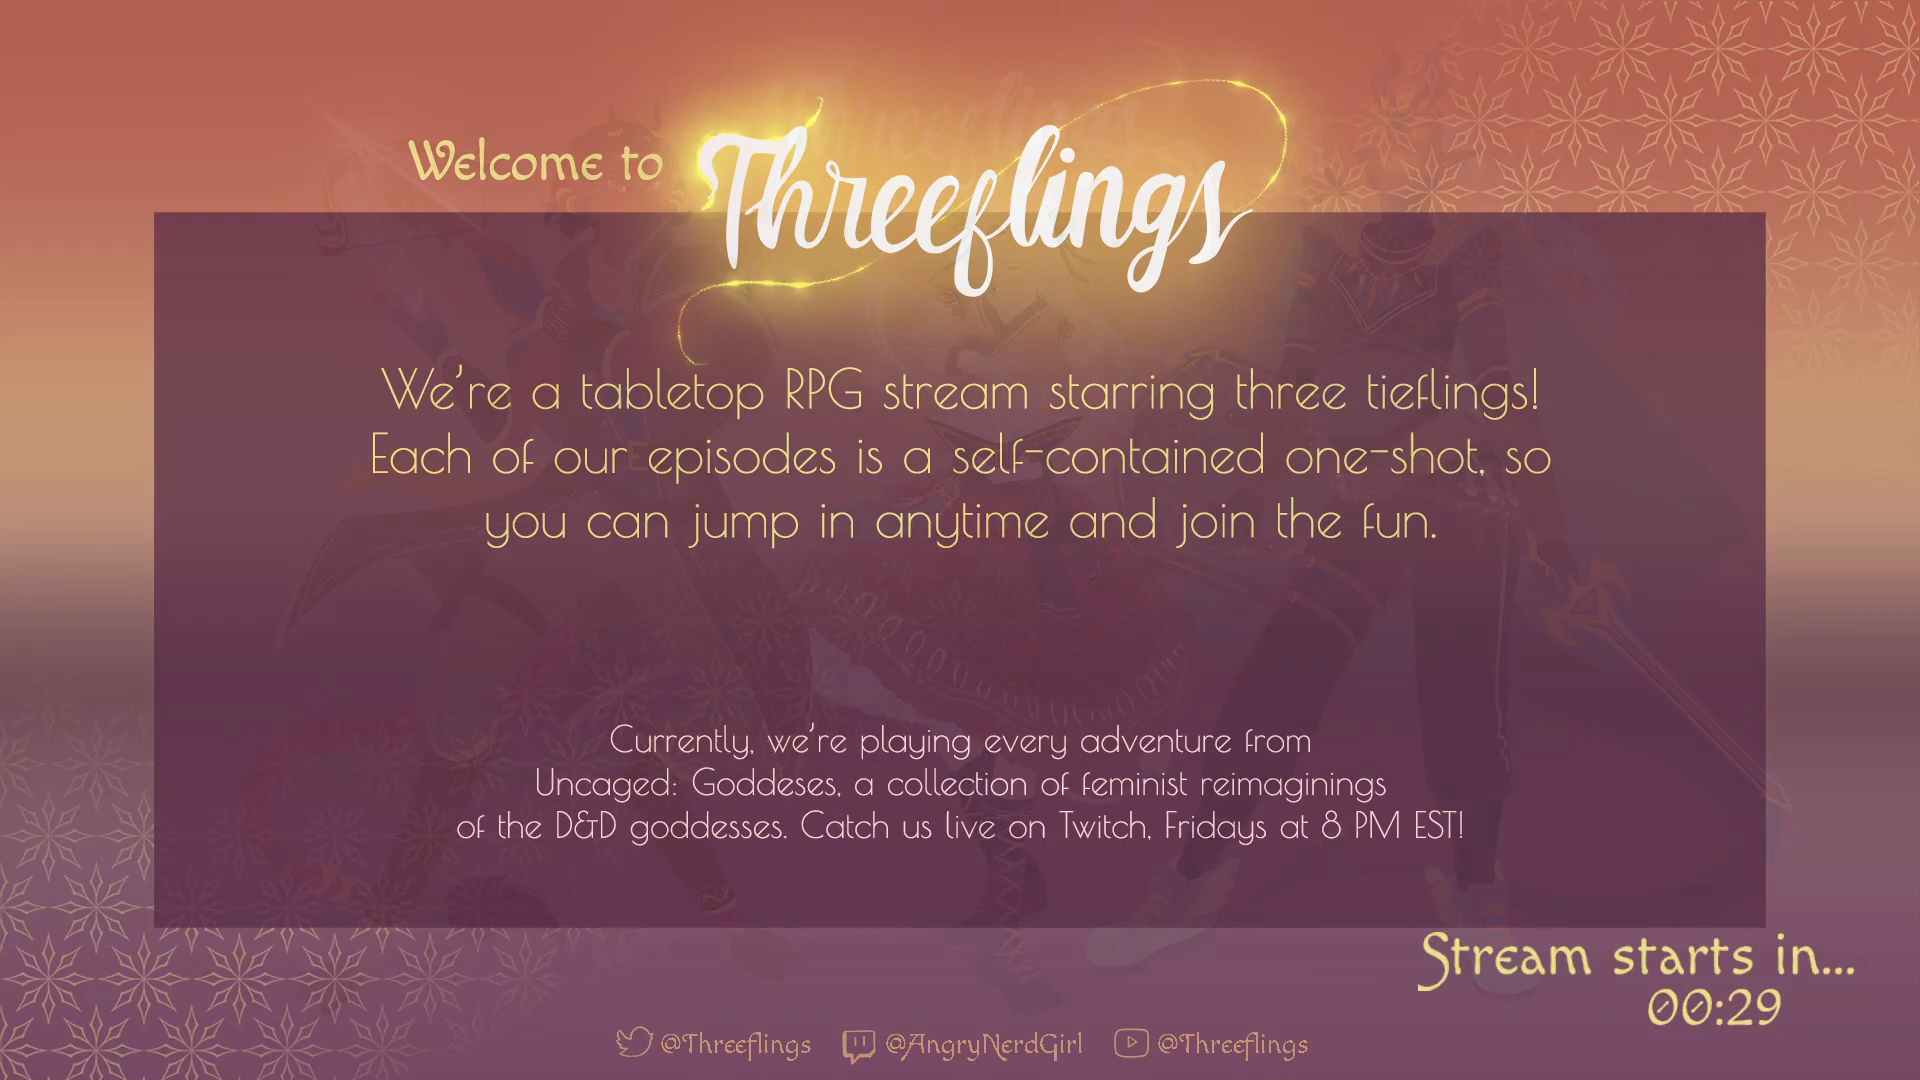 Welcome to Threeflings
We're a tabletop RPG stream starring three tieflings!
Each of our episodes is a self-contained one-shot, so
you can jump in anytime and join the fun.
Currently, we're playing every adventure from
Uncaged: Goddeses, a collection of feminist reimaginings
of the D&D goddesses. Catch us live on Twitch, Fridays at 8 PM EST!
Stream starts in...
00:29
@Threeflings @AngryNerdGirl @Threeflings